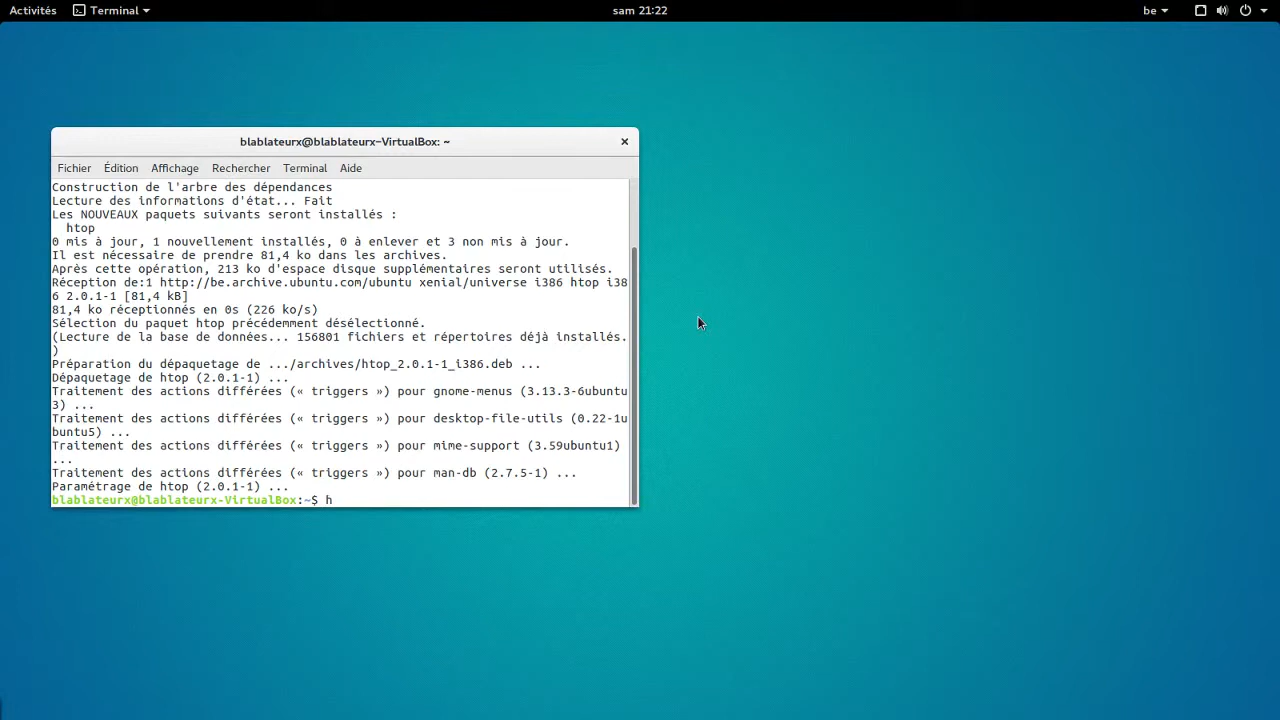 Activités Terminal sam 21:22 be
blablateurx@blablateurx-VirtualBox: ~
Fichier Édition Affichage Rechercher Terminal Aide
Construction de l'arbre des dépendances
Lecture des informations d'état... Fait
Les NOUVEAUX paquets suivants seront installés :
  htop
0 mis à jour, 1 nouvellement installés, 0 à enlever et 3 non mis à jour.
Il est nécessaire de prendre 81,4 ko dans les archives.
Après cette opération, 213 ko d'espace disque supplémentaires seront utilisés.
Réception de:1 http://be.archive.ubuntu.com/ubuntu xenial/universe i386 htop i38
6 2.0.1-1 [81,4 kB]
81,4 ko réceptionnés en 0s (226 ko/s)
Sélection du paquet htop précédemment désélectionné.
(Lecture de la base de données... 156801 fichiers et répertoires déjà installés.
)
Préparation du dépaquetage de .../archives/htop_2.0.1-1_i386.deb ...
Dépaquetage de htop (2.0.1-1) ...
Traitement des actions différées (« triggers ») pour gnome-menus (3.13.3-6ubuntu
3) ...
Traitement des actions différées (« triggers ») pour desktop-file-utils (0.22-1u
buntu5) ...
Traitement des actions différées (« triggers ») pour mime-support (3.59ubuntu1)
...
Traitement des actions différées (« triggers ») pour man-db (2.7.5-1) ...
Paramétrage de htop (2.0.1-1) ...
blablateurx@blablateurx-VirtualBox:~$ h